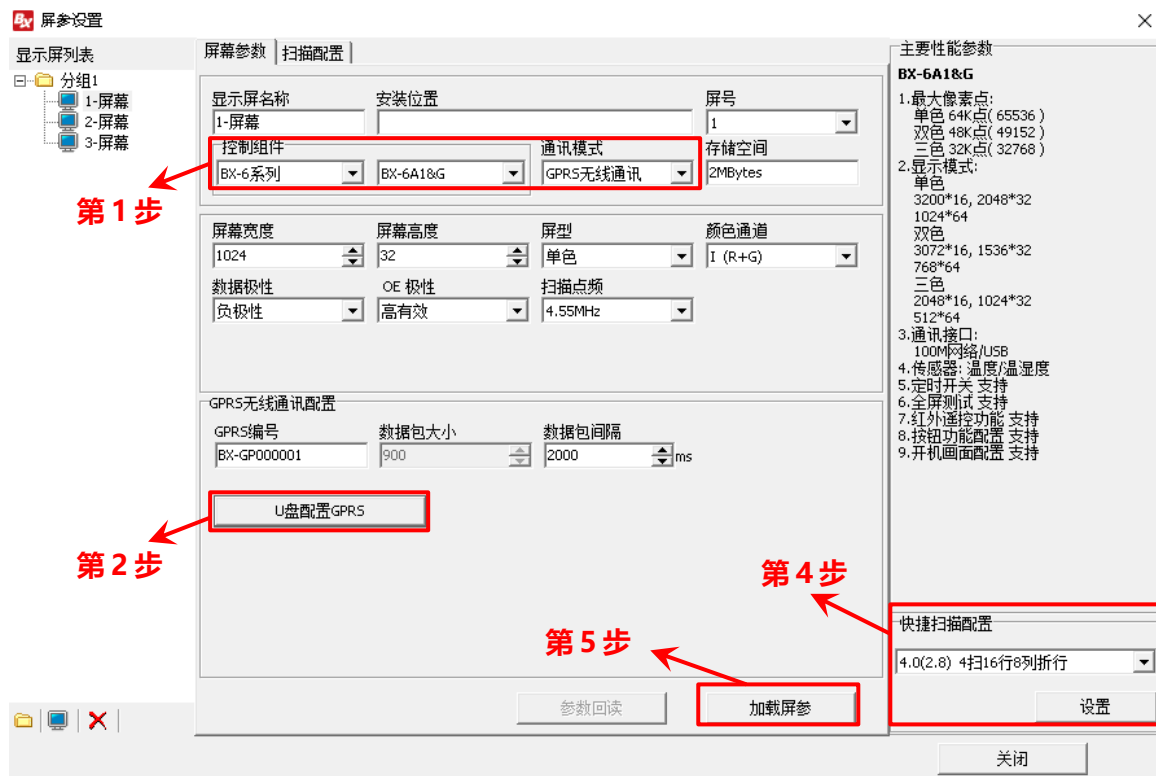 BX 屏参设置
显示屏列表
分组1
1-屏幕
2-屏幕
3-屏幕
屏幕参数 扫描配置
显示屏名称 安装位置 屏号
1-屏幕 1
控制组件 通讯模式 存储空间
BX-6系列 BX-6A1&G GPRS无线通讯 2MBytes
第1步
屏幕宽度 屏幕高度 屏型 颜色通道
1024 32 单色 I (R+G)
数据极性 OE 极性 扫描点频
负极性 高有效 4.55MHz
GPRS无线通讯配置
GPRS编号 数据包大小 数据包间隔
BX-GP000001 900 2000 ms
U盘配置GPRS
第2步
第4步
第5步
参数回读 加载屏参
主要性能参数
BX-6A1&G
1.最大像素点:
单色 64K点( 65536 )
双色 48K点( 49152 )
三色 32K点( 32768 )
2.显示模式:
单色
3200*16, 2048*32
1024*64
双色
3072*16, 1536*32
768*64
三色
2048*16, 1024*32
512*64
3.通讯接口:
100M网络/USB
4.传感器: 温度/温湿度
5.定时开关 支持
6.全屏测试 支持
7.红外遥控功能 支持
8.按钮功能配置 支持
9.开机画面配置 支持
快捷扫描配置
4.0(2.8) 4扫16行8列折行
设置
关闭